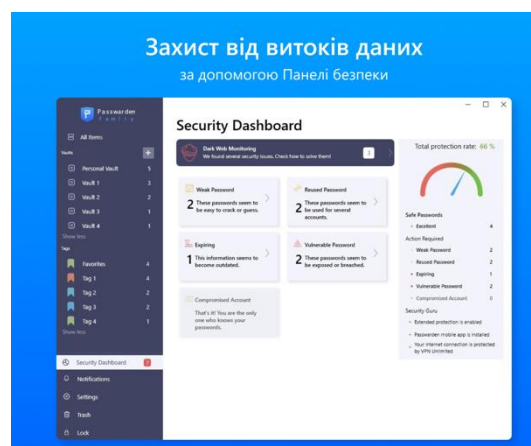 Захист від витоків даних
за допомогою Панелі безпеки
Passwarden
family
All Items
Vaults
Personal Vault 5
Vault 1 3
Vault 2 2
Vault 3 1
Vault 4 1
Show less
Tags
Favorites 4
Tag 1 4
Tag 2 2
Tag 3 2
Tag 4 1
Show less
Security Dashboard 7
Notifications
Settings
Trash
Lock
Security Dashboard
Dark Web Monitoring
We found several security issues. Check how to solve them!
3
Weak Password
2 These passwords seem to
be easy to crack or guess.
Reused Password
2 These passwords seem to
be used for several
accounts.
Expiring
1 This information seems to
become outdated.
Vulnerable Password
2 These passwords seem to
be exposed or breached.
Compromised Account
That's it! You are the only
one who knows your
passwords.
Total protection rate: 66 %
Safe Passwords
Excellent 4
Action Required
Weak Password 2
Reused Password 2
Expiring 1
Vulnerable Password 2
Compromised Account 0
Security Guru
Extended protection is enabled
Passwarden mobile app is installed
Your internet connection is protected
by VPN Unlimited